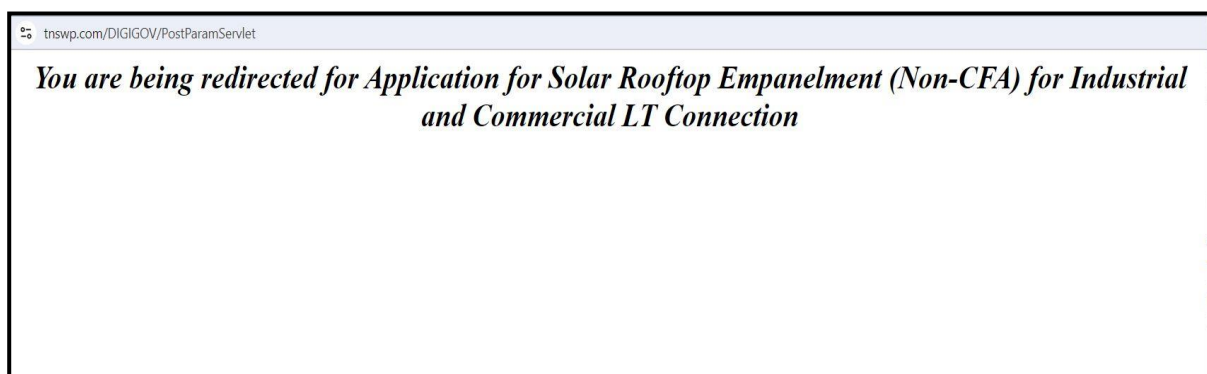 tnswp.com/DIGIGOV/PostParamServlet
You are being redirected for Application for Solar Rooftop Empanelment (Non-CFA) for Industrial
and Commercial LT Connection